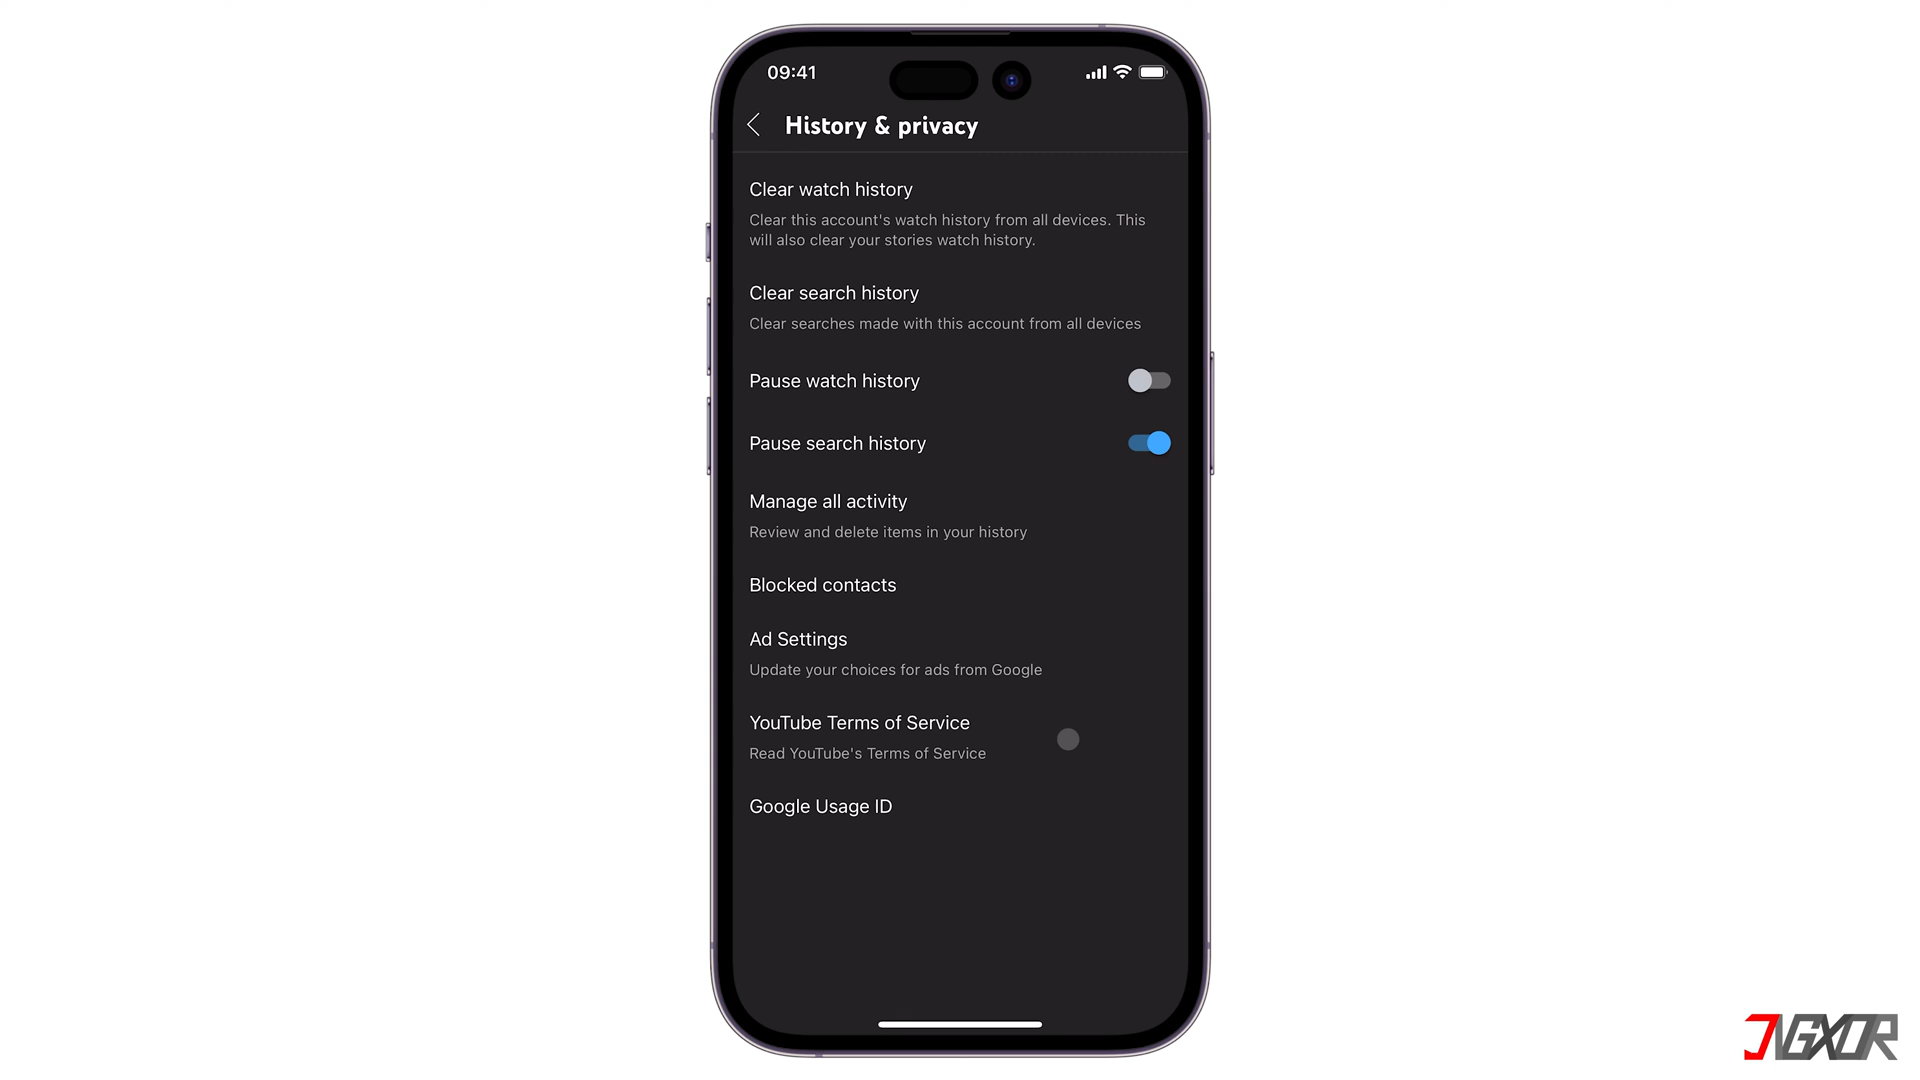 09:41
History & privacy
Clear watch history
Clear this account's watch history from all devices. This
will also clear your stories watch history.
Clear search history
Clear searches made with this account from all devices
Pause watch history
Pause search history
Manage all activity
Review and delete items in your history
Blocked contacts
Ad Settings
Update your choices for ads from Google
YouTube Terms of Service
Read YouTube's Terms of Service
Google Usage ID
JVGXOR